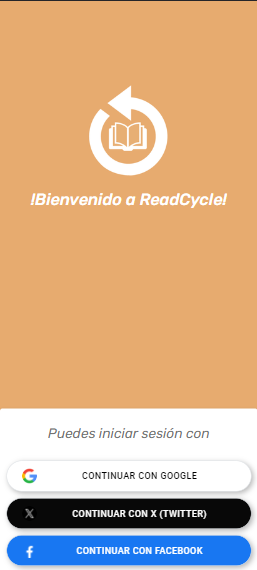 !Bienvenido a ReadCycle!
Puedes iniciar sesión con
CONTINUAR CON GOOGLE
CONTINUAR CON X (TWITTER)
CONTINUAR CON FACEBOOK